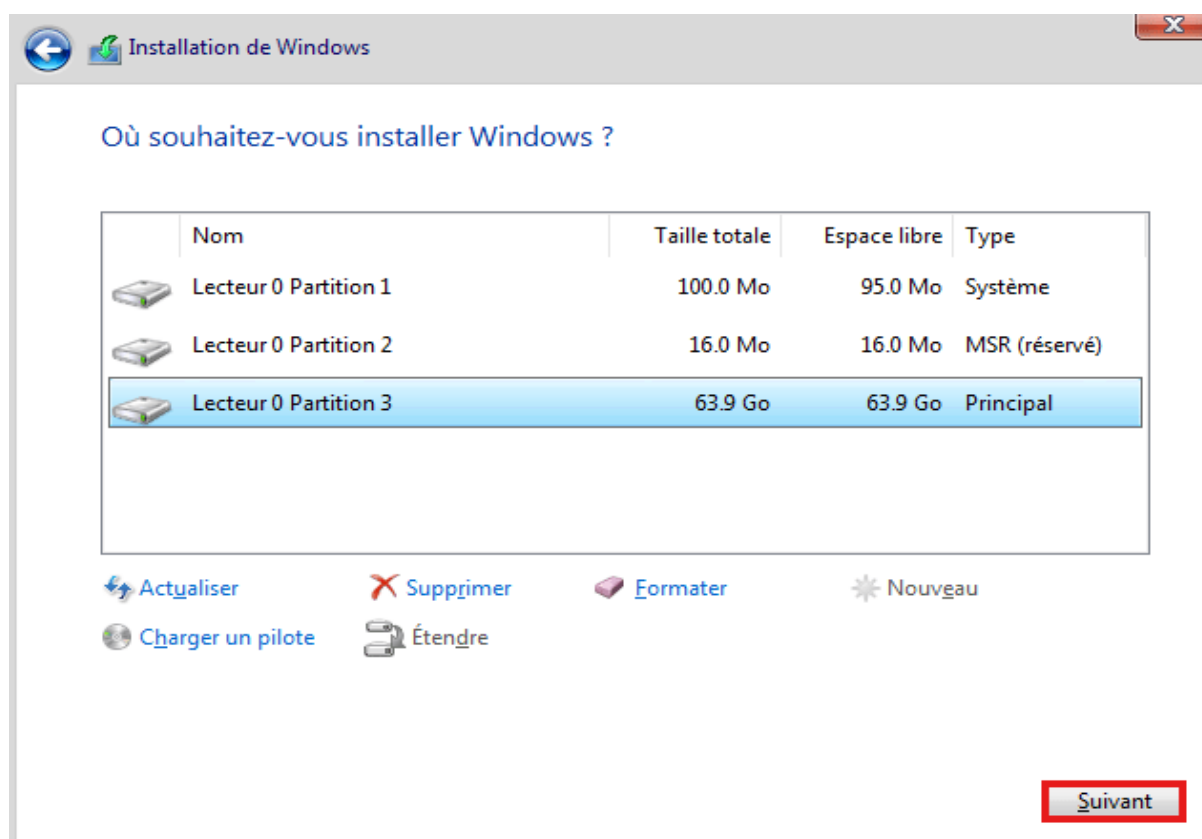 Installation de Windows
Où souhaitez-vous installer Windows ?
Nom Taille totale Espace libre Type
Lecteur 0 Partition 1 100.0 Mo 95.0 Mo Système
Lecteur 0 Partition 2 16.0 Mo 16.0 Mo MSR (réservé)
Lecteur 0 Partition 3 63.9 Go 63.9 Go Principal
Actualiser Supprimer Formater Nouveau
Charger un pilote Étendre
Suivant